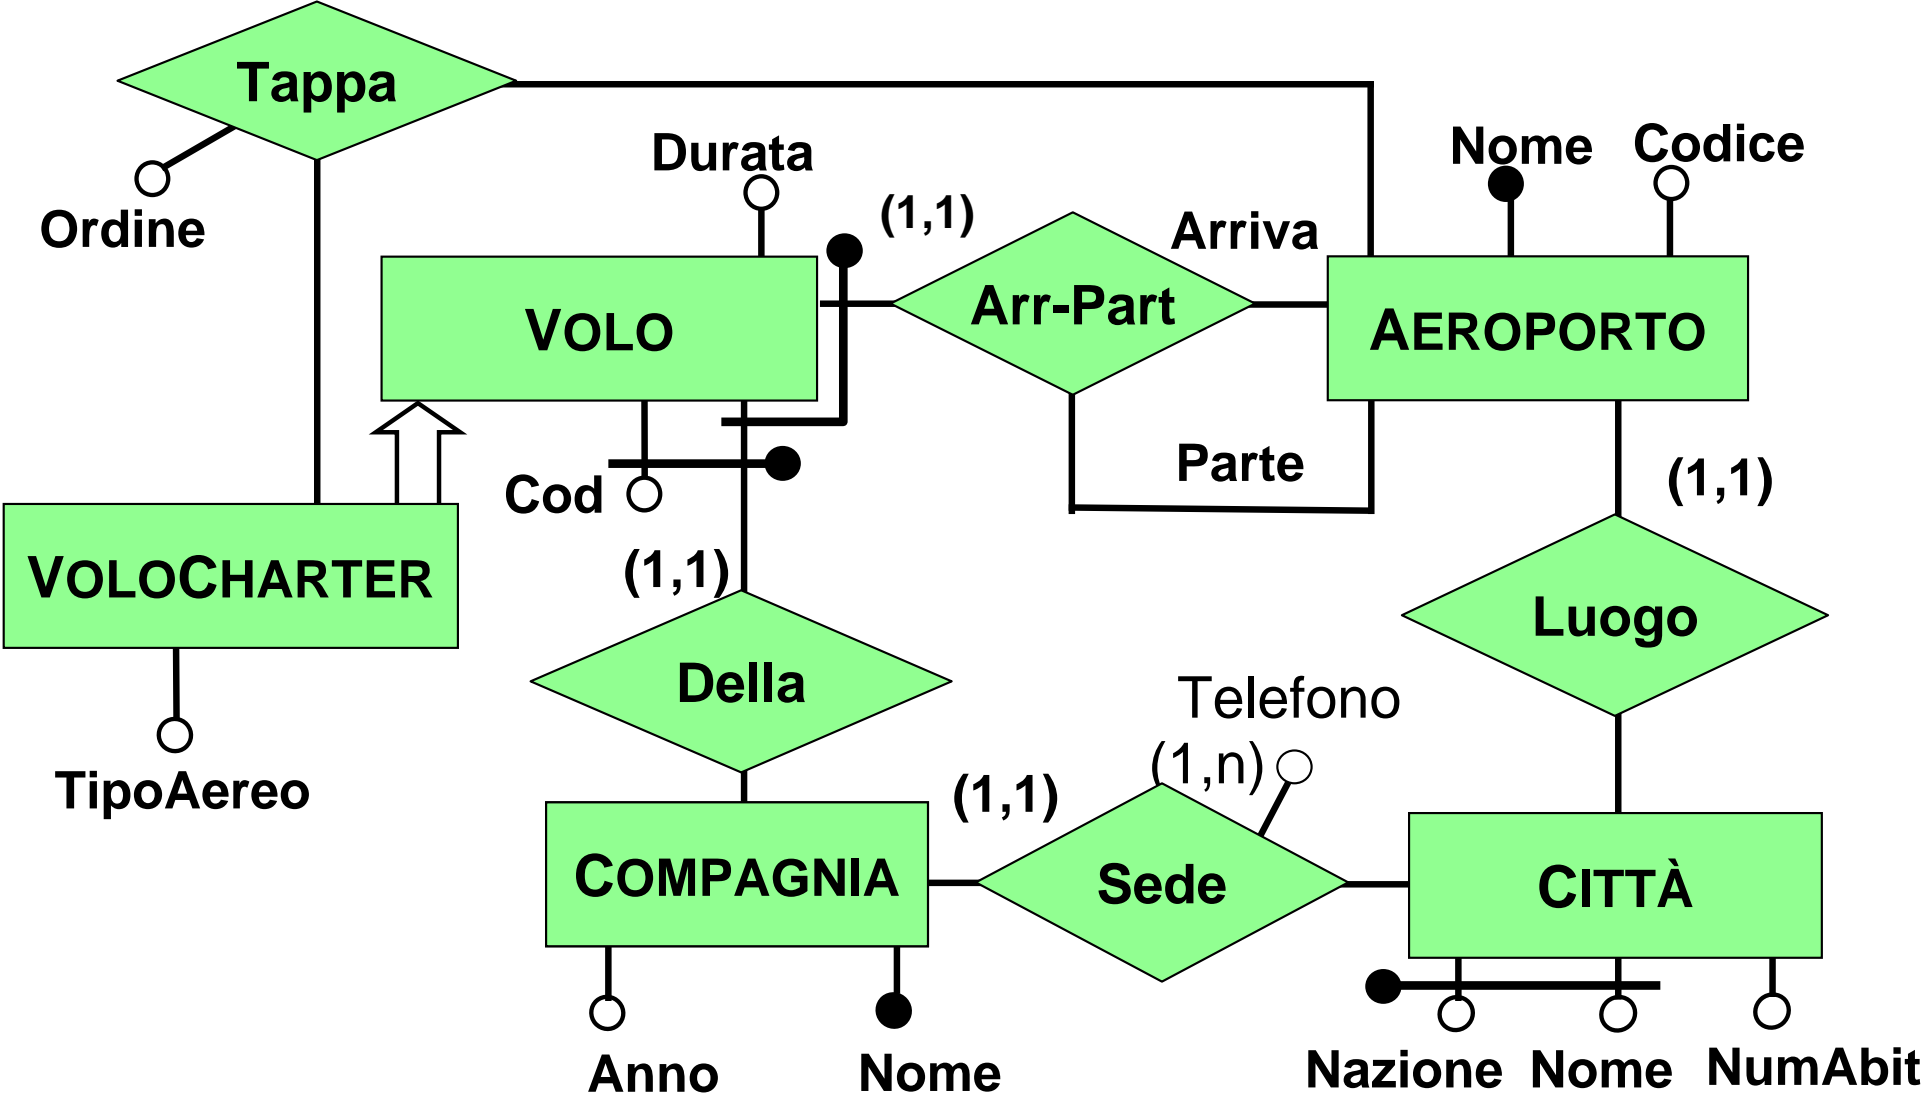 Tappa
Durata
Nome
Codice
Ordine
(1,1)
Arriva
VOLO
Arr-Part
AEROPORTO
Parte
Cod
(1,1)
VOLOCHARTER
(1,1)
Luogo
Della
Telefono
(1,n)
TipoAereo
(1,1)
COMPAGNIA
Sede
CITTÀ
Anno
Nome
Nazione
Nome
NumAbit